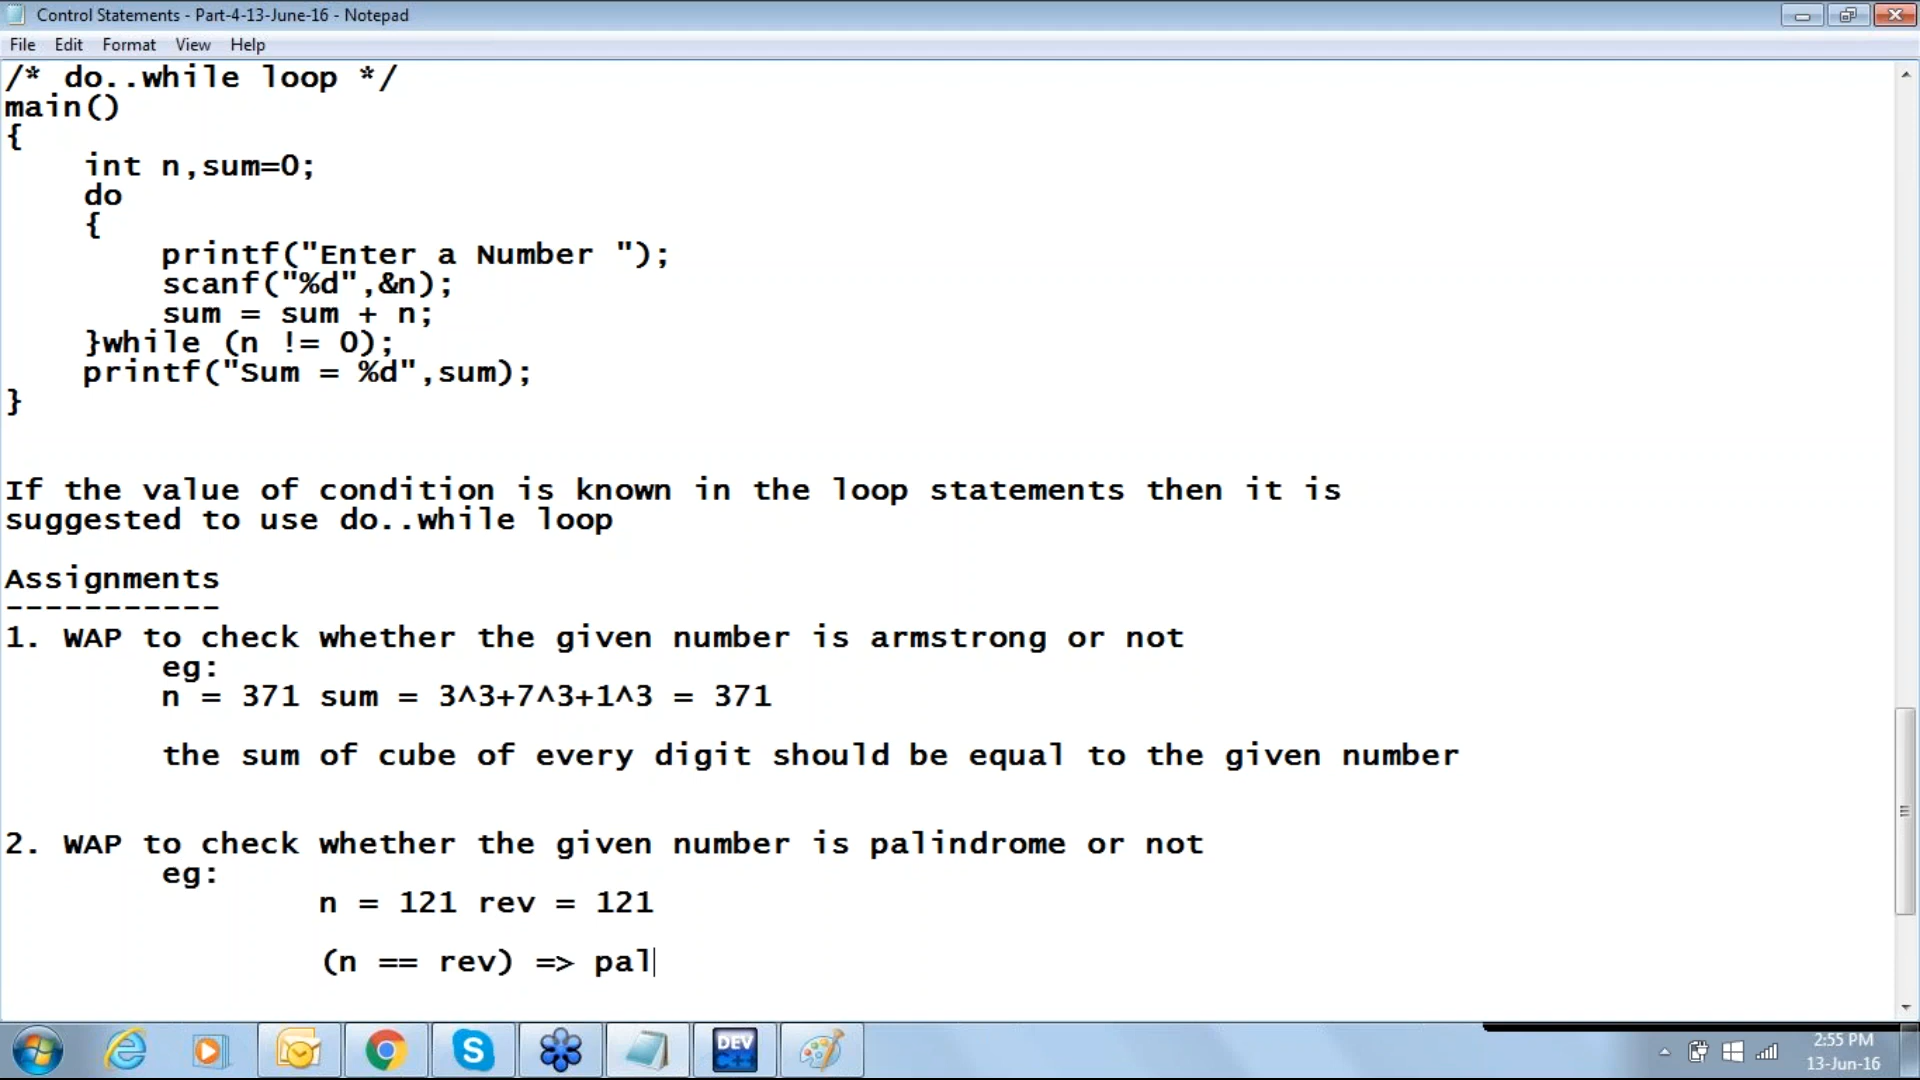 Control Statements - Part-4-13-June-16 - Notepad
File Edit Format View Help
/* do..while loop */
main()
{
int n,sum=0;
do
{
printf("Enter a Number ");
scanf("%d",&n);
sum = sum + n;
}while (n != 0);
printf("Sum = %d",sum);
}
If the value of condition is known in the loop statements then it is
suggested to use do..while loop
Assignments
-----------
1. WAP to check whether the given number is armstrong or not
eg:
n = 371 sum = 3^3+7^3+1^3 = 371
the sum of cube of every digit should be equal to the given number
2. WAP to check whether the given number is palindrome or not
eg:
n = 121 rev = 121
(n == rev) => pal
DEV
C++
2:55 PM
13-Jun-16